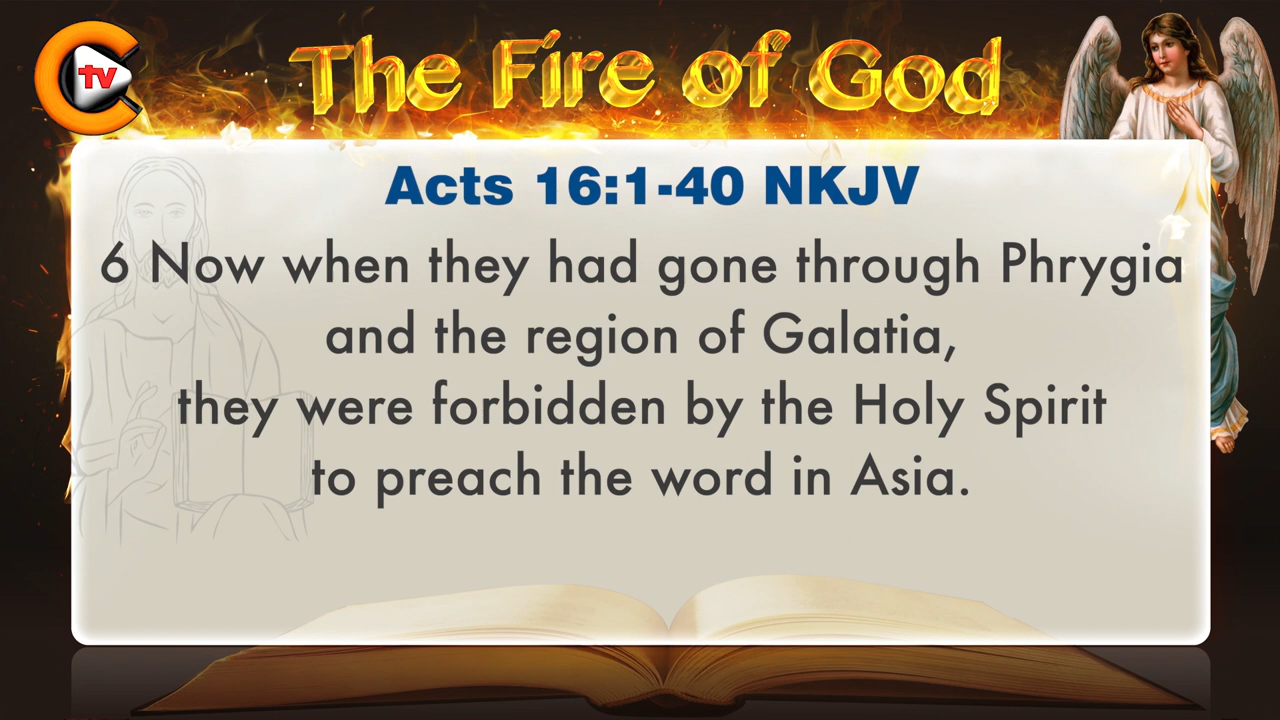 tv
The Fire of God
Acts 16:1-40 NKJV
6 Now when they had gone through Phrygia
and the region of Galatia,
they were forbidden by the Holy Spirit
to preach the word in Asia.